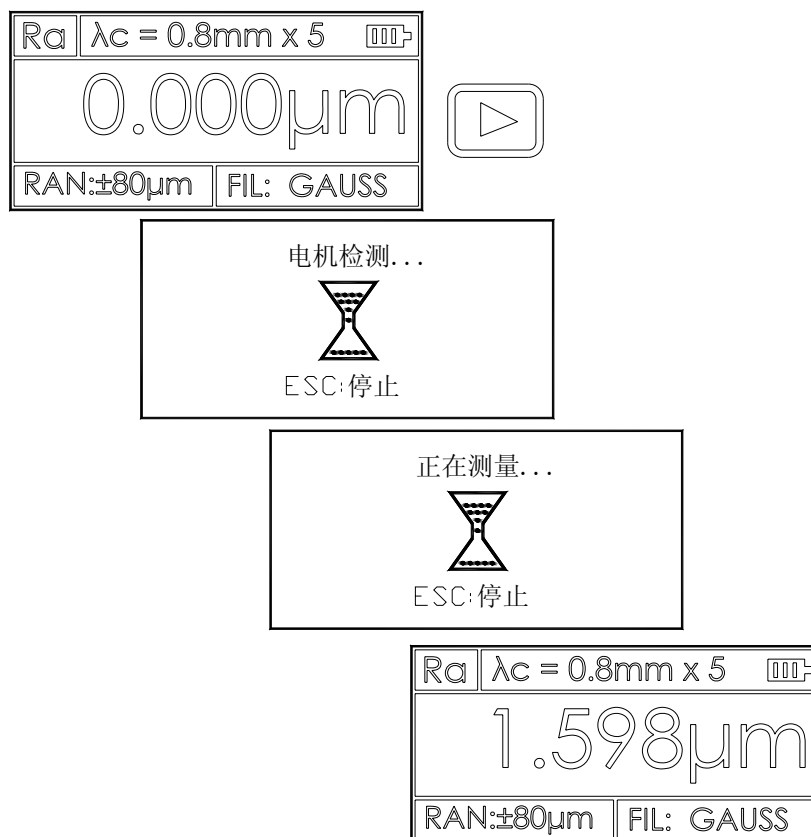 Ra λc = 0.8mm x 5
0.000μm
RAN:±80μm FIL: GAUSS
电机检测...
ESC:停止
正在测量...
ESC:停止
Ra λc = 0.8mm x 5
1.598μm
RAN:±80μm FIL: GAUSS